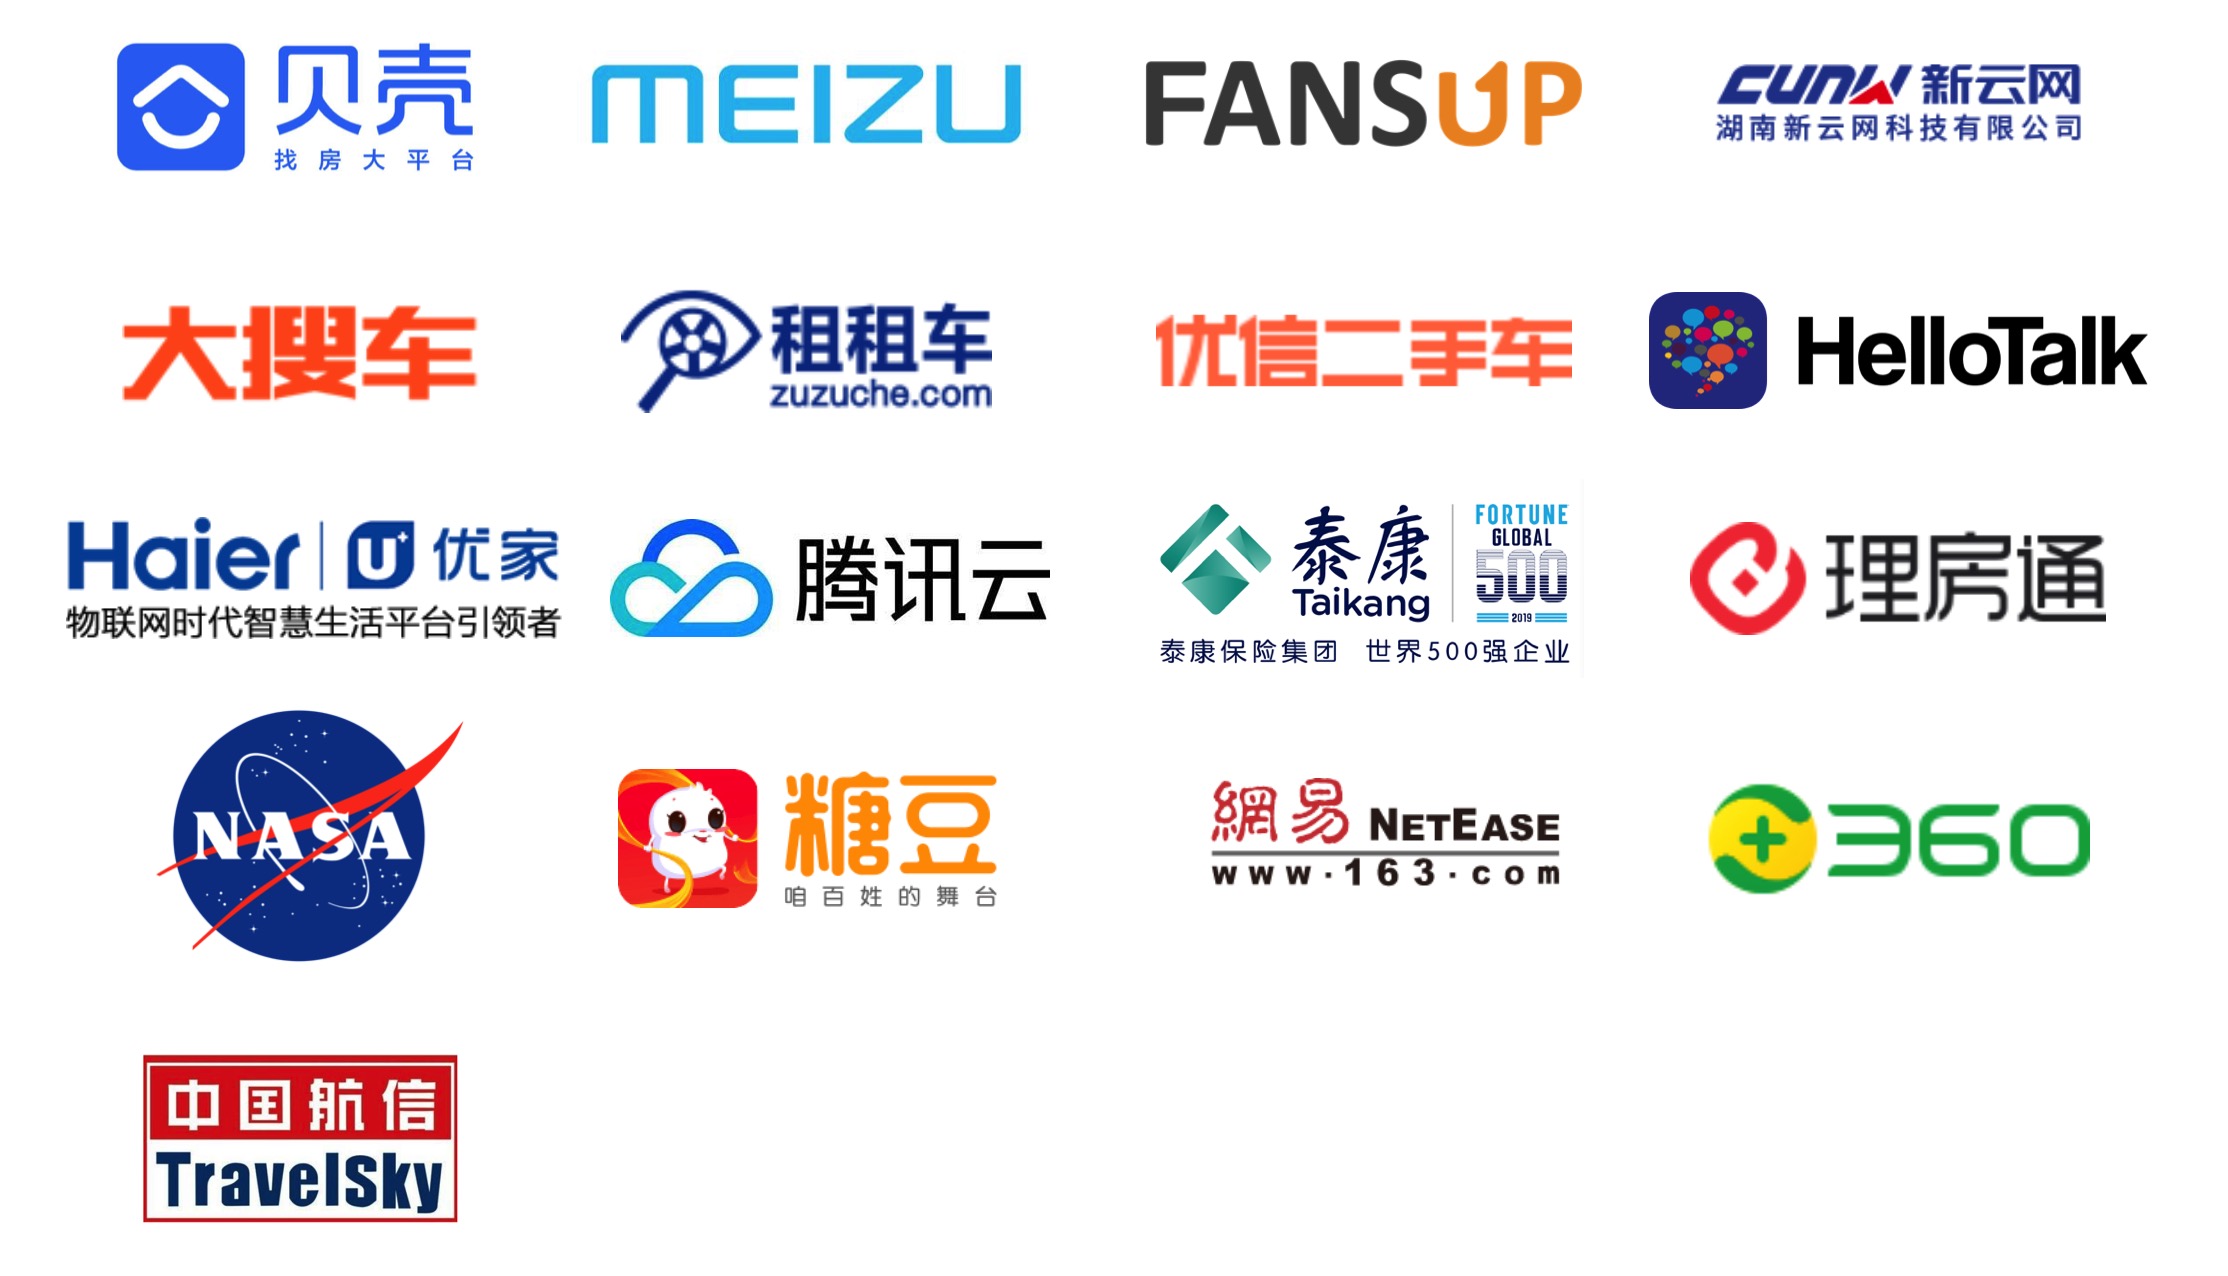 贝壳
找房大平台
MEIZU
FANSUP
CUNW 新云网
湖南新云网科技有限公司
大搜车
租租车
zuzuche.com
优信二手车
HelloTalk
Haier U+ 优家
物联网时代智慧生活平台引领者
腾讯云
泰康
Taikang
FORTUNE
GLOBAL
500
2019
泰康保险集团 世界500强企业
理房通
NASA
糖豆
咱百姓的舞台
網易 NETEASE
www.163.com
360
中国航信
TravelSky